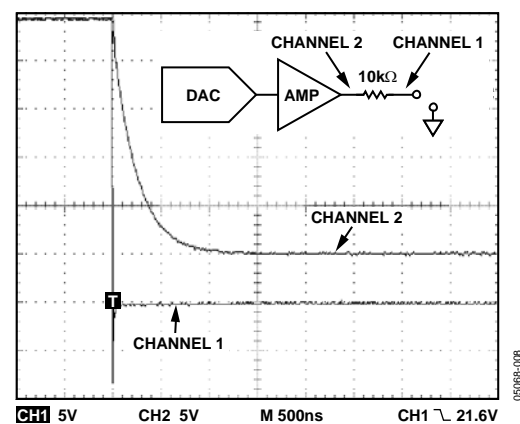 CHANNEL 2 CHANNEL 1
10kΩ
DAC AMP
CHANNEL 2
T
CHANNEL 1
CH1 5V CH2 5V M 500ns CH1 21.6V
05068-008